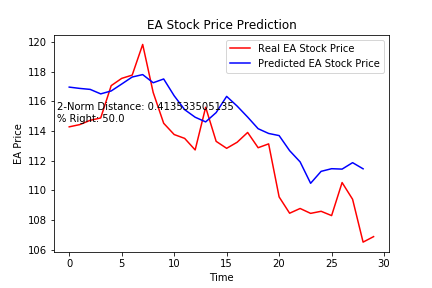 EA Stock Price Prediction
120
118
116
114
112
110
108
106
EA Price
Real EA Stock Price
Predicted EA Stock Price
2-Norm Distance: 0.413533505135
% Right: 50.0
0 5 10 15 20 25 30
Time